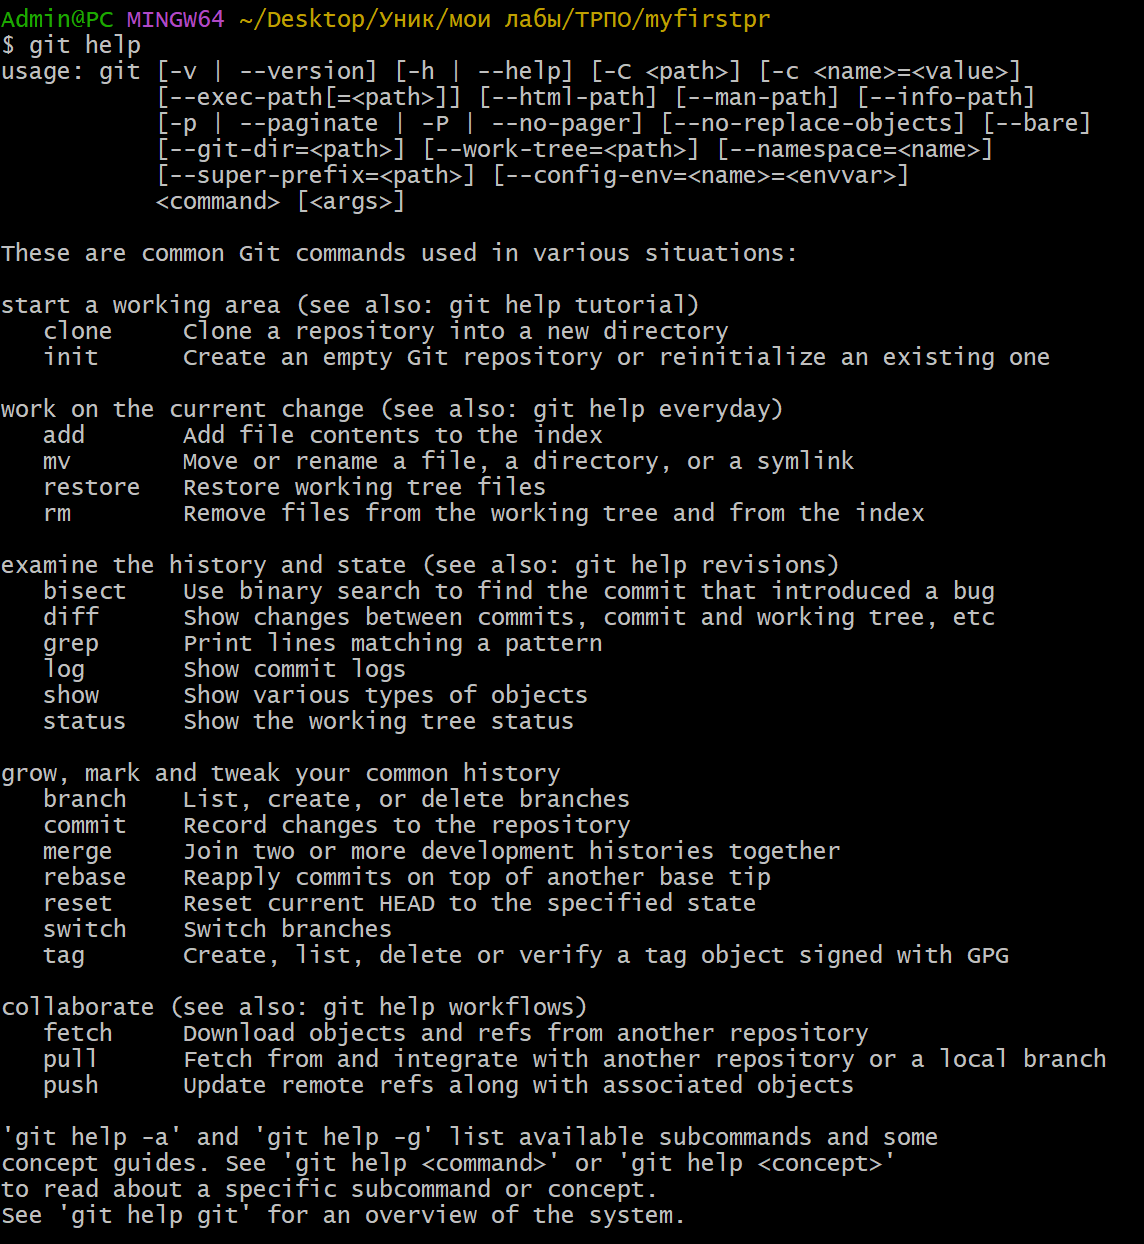 Admin@PC MINGW64 ~/Desktop/Уник/мои лабы/ТРПО/myfirstpr
$ git help
usage: git [-v | --version] [-h | --help] [-C <path>] [-c <name>=<value>]
           [--exec-path[=<path>]] [--html-path] [--man-path] [--info-path]
           [-p | --paginate | -P | --no-pager] [--no-replace-objects] [--bare]
           [--git-dir=<path>] [--work-tree=<path>] [--namespace=<name>]
           [--super-prefix=<path>] [--config-env=<name>=<envvar>]
           <command> [<args>]

These are common Git commands used in various situations:

start a working area (see also: git help tutorial)
   clone     Clone a repository into a new directory
   init      Create an empty Git repository or reinitialize an existing one

work on the current change (see also: git help everyday)
   add       Add file contents to the index
   mv        Move or rename a file, a directory, or a symlink
   restore   Restore working tree files
   rm        Remove files from the working tree and from the index

examine the history and state (see also: git help revisions)
   bisect    Use binary search to find the commit that introduced a bug
   diff      Show changes between commits, commit and working tree, etc
   grep      Print lines matching a pattern
   log       Show commit logs
   show      Show various types of objects
   status    Show the working tree status

grow, mark and tweak your common history
   branch    List, create, or delete branches
   commit    Record changes to the repository
   merge     Join two or more development histories together
   rebase    Reapply commits on top of another base tip
   reset     Reset current HEAD to the specified state
   switch    Switch branches
   tag       Create, list, delete or verify a tag object signed with GPG

collaborate (see also: git help workflows)
   fetch     Download objects and refs from another repository
   pull      Fetch from and integrate with another repository or a local branch
   push      Update remote refs along with associated objects

'git help -a' and 'git help -g' list available subcommands and some
concept guides. See 'git help <command>' or 'git help <concept>'
to read about a specific subcommand or concept.
See 'git help git' for an overview of the system.